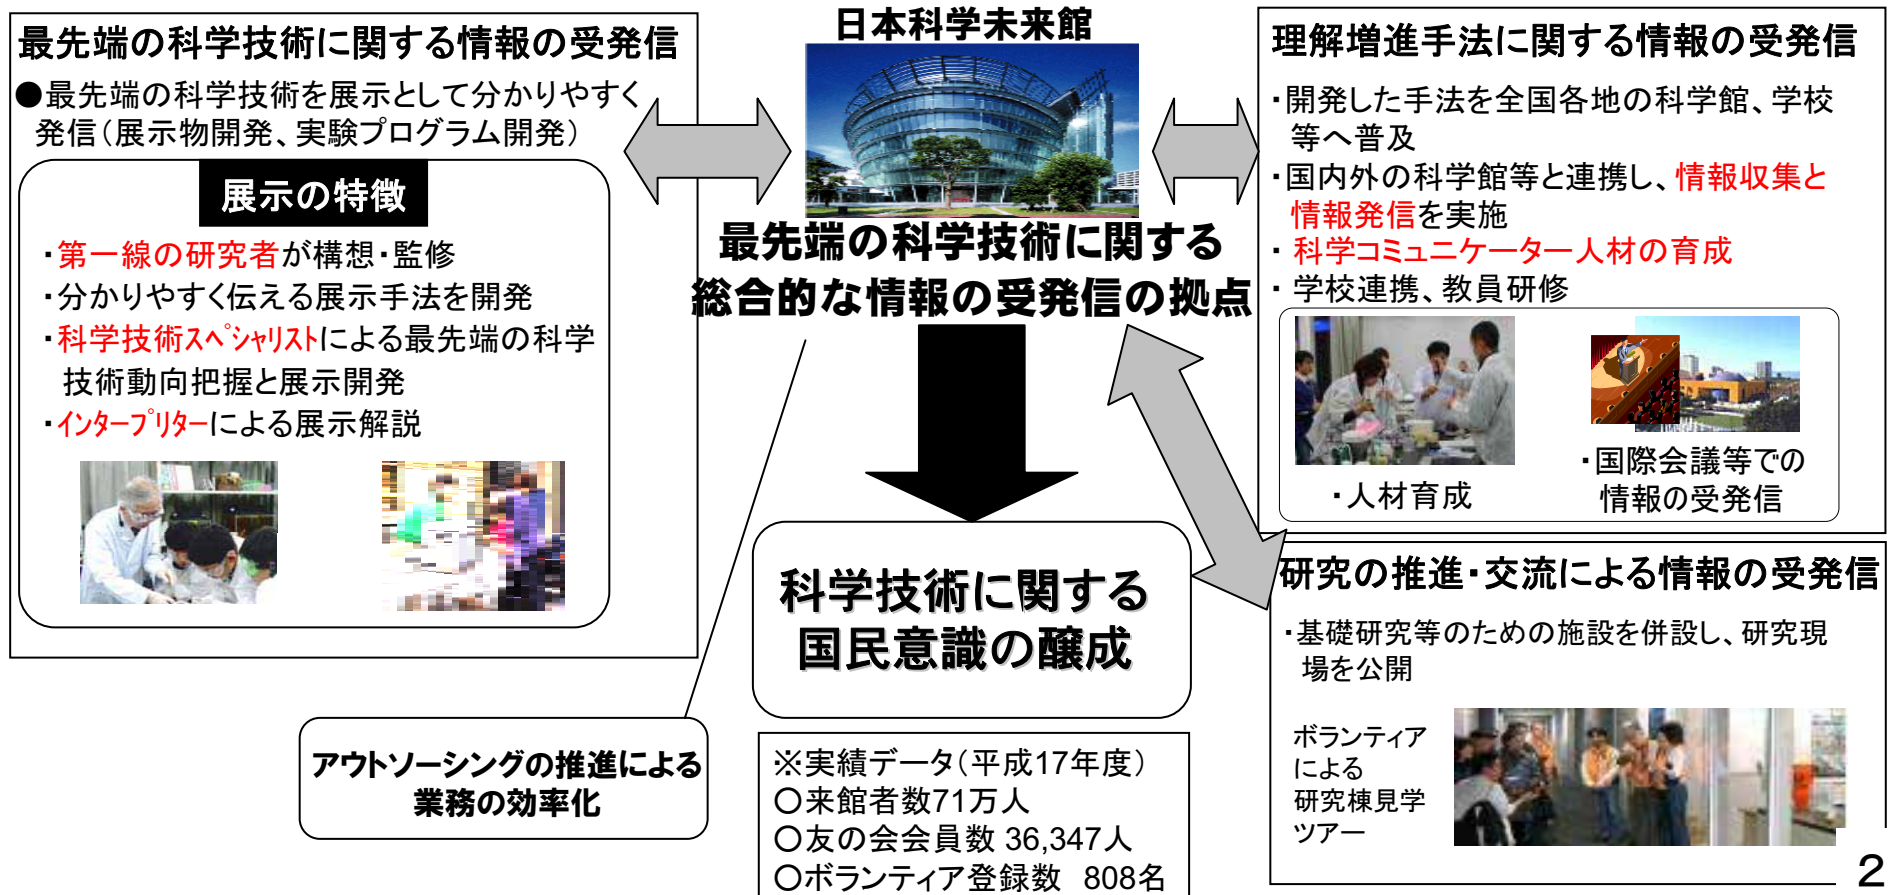 最先端の科学技術に関する情報の受発信
●最先端の科学技術を展示として分かりやすく
発信(展示物開発、実験プログラム開発)
展示の特徴
・第一線の研究者が構想・監修
・分かりやすく伝える展示手法を開発
・科学技術スペシャリストによる最先端の科学
技術動向把握と展示開発
・インタープリターによる展示解説
日本科学未来館
最先端の科学技術に関する
総合的な情報の受発信の拠点
科学技術に関する
国民意識の醸成
アウトソーシングの推進による
業務の効率化
※実績データ(平成17年度)
〇来館者数71万人
〇友の会会員数 36,347人
〇ボランティア登録数 808名
理解増進手法に関する情報の受発信
・開発した手法を全国各地の科学館、学校
等へ普及
・国内外の科学館等と連携し、情報収集と
情報発信を実施
・科学コミュニケーター人材の育成
・学校連携、教員研修
・人材育成
・国際会議等での
情報の受発信
研究の推進・交流による情報の受発信
・基礎研究等のための施設を併設し、研究現
場を公開
ボランティア
による
研究棟見学
ツアー
2